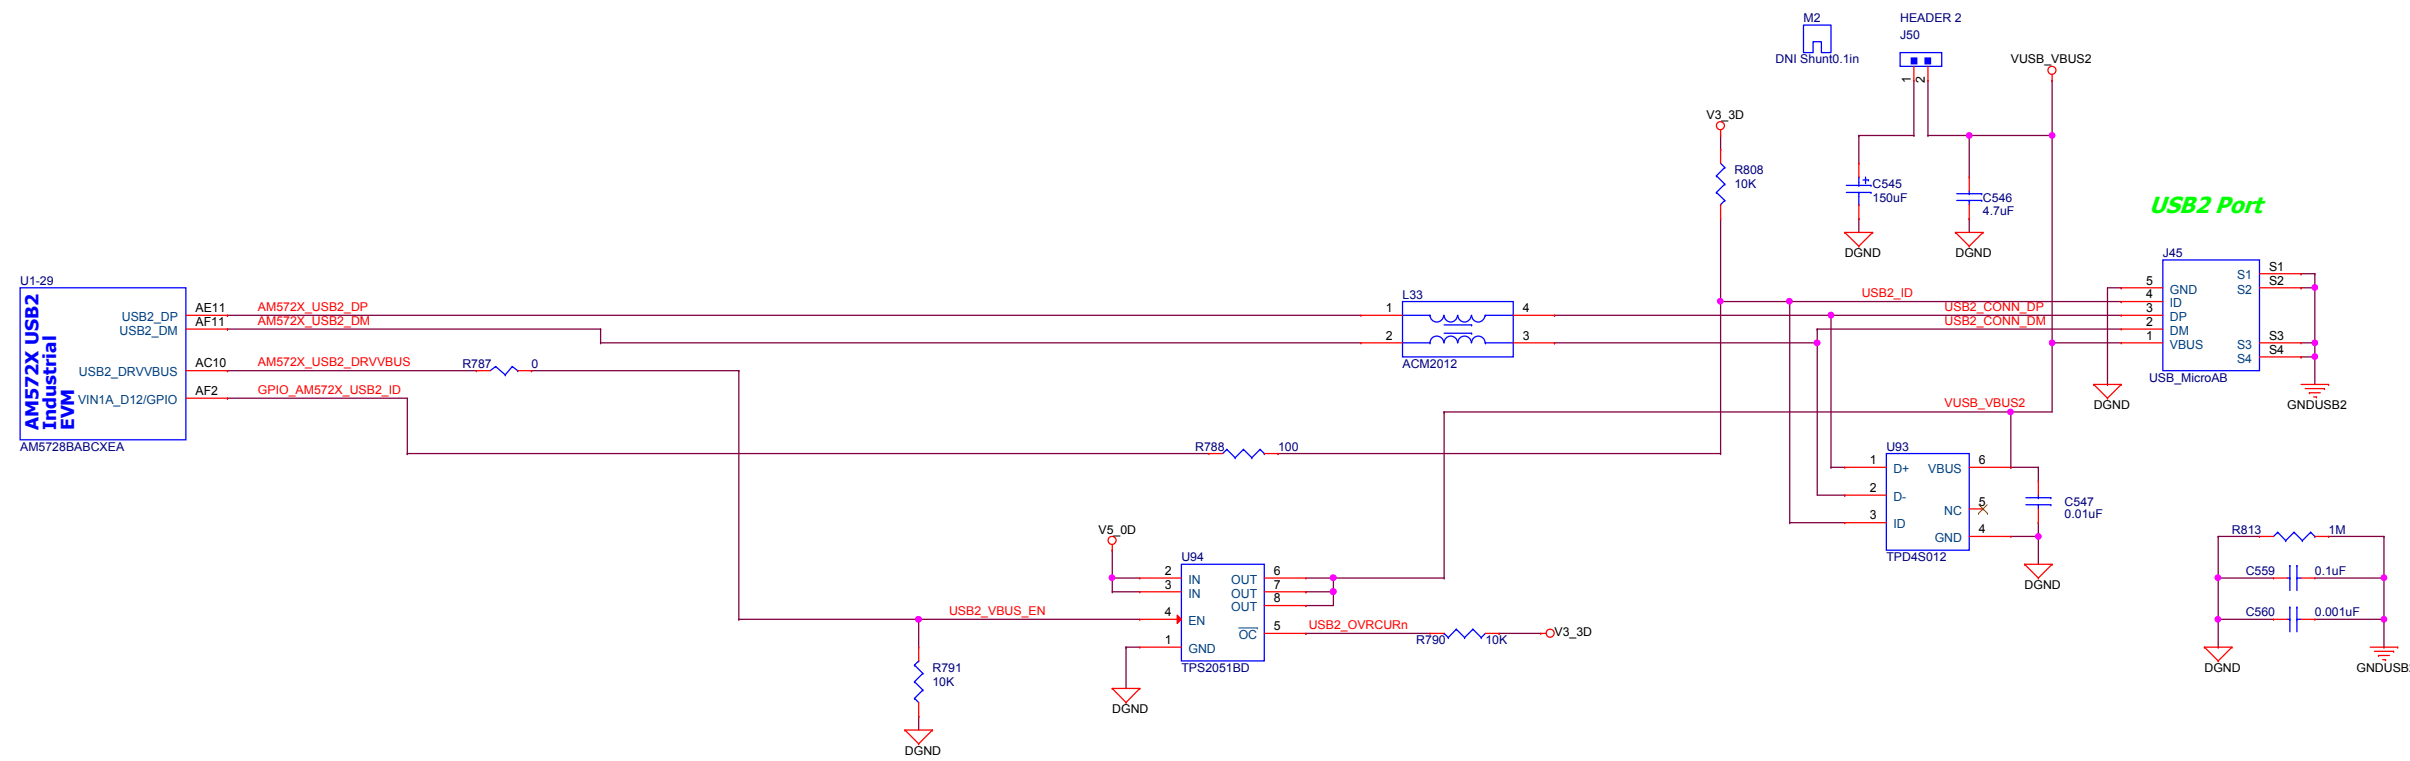 M2
DNI Shunt0.1in
HEADER 2
J50
1
2
VUSB_VBUS2
V3_3D
R808
10K
C545
150uF
DGND
C546
4.7uF
DGND
USB2 Port
U1-29
AM572X USB2
Industrial
EVM
USB2_DP
USB2_DM
USB2_DRVVBUS
VIN1A_D12/GPIO
AM5728BABCXEA
AE11
AF11
AC10
AF2
AM572X_USB2_DP
AM572X_USB2_DM
AM572X_USB2_DRVVBUS
GPIO_AM572X_USB2_ID
R787
0
L33
1
2
4
3
ACM2012
USB2_ID
USB2_CONN_DP
USB2_CONN_DM
J45
5
4
3
2
1
GND
ID
DP
DM
VBUS
S1
S2
S3
S4
S1
S2
S3
S4
USB_MicroAB
DGND
GNDUSB2
VUSB_VBUS2
R788
100
U93
1
2
3
D+
D-
ID
VBUS
NC
GND
6
5
4
TPD4S012
C547
0.01uF
DGND
V5_0D
U94
2
3
4
1
IN
IN
EN
GND
OUT
OUT
OUT
OC
6
7
8
5
TPS2051BD
USB2_VBUS_EN
USB2_OVRCURn
R790
10K
V3_3D
R791
10K
DGND
DGND
R813
1M
C559
0.1uF
C560
0.001uF
DGND
GNDUSB2